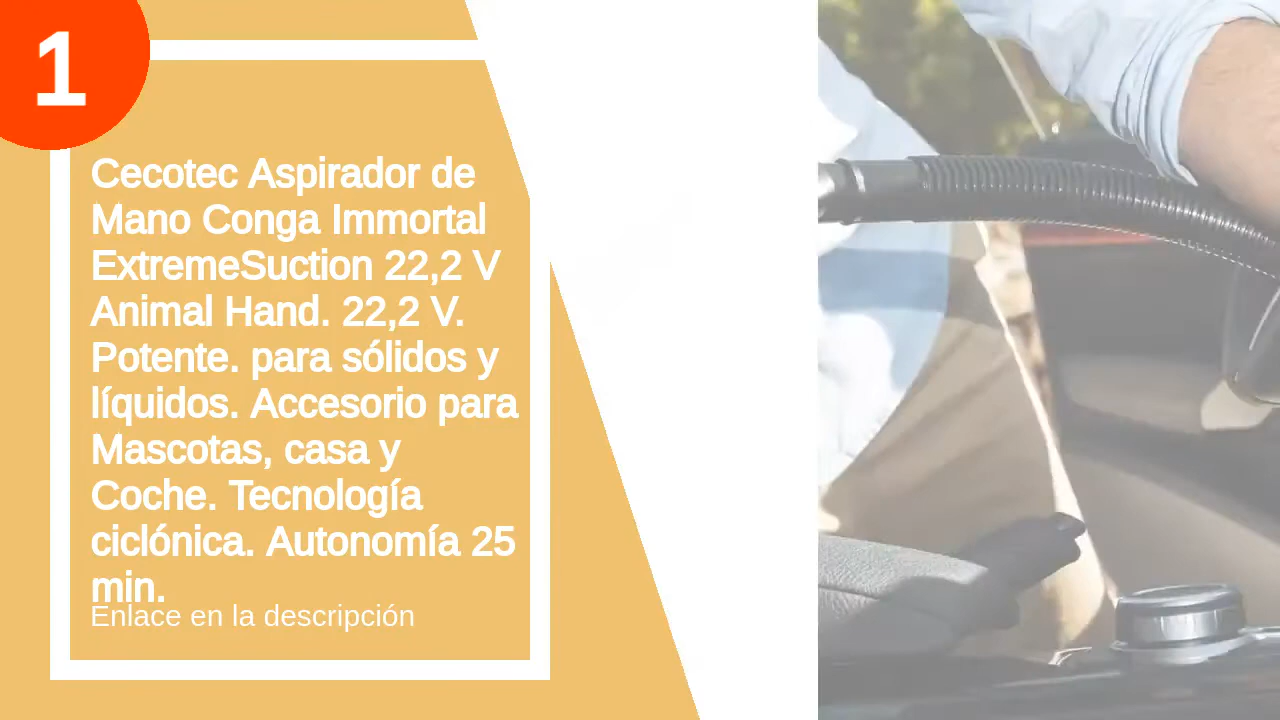 1
Cecotec Aspirador de
Mano Conga Immortal
ExtremeSuction 22,2 V
Animal Hand. 22,2 V.
Potente. para sólidos y
líquidos. Accesorio para
Mascotas, casa y
Coche. Tecnología
ciclónica. Autonomía 25
min.
Enlace en la descripción